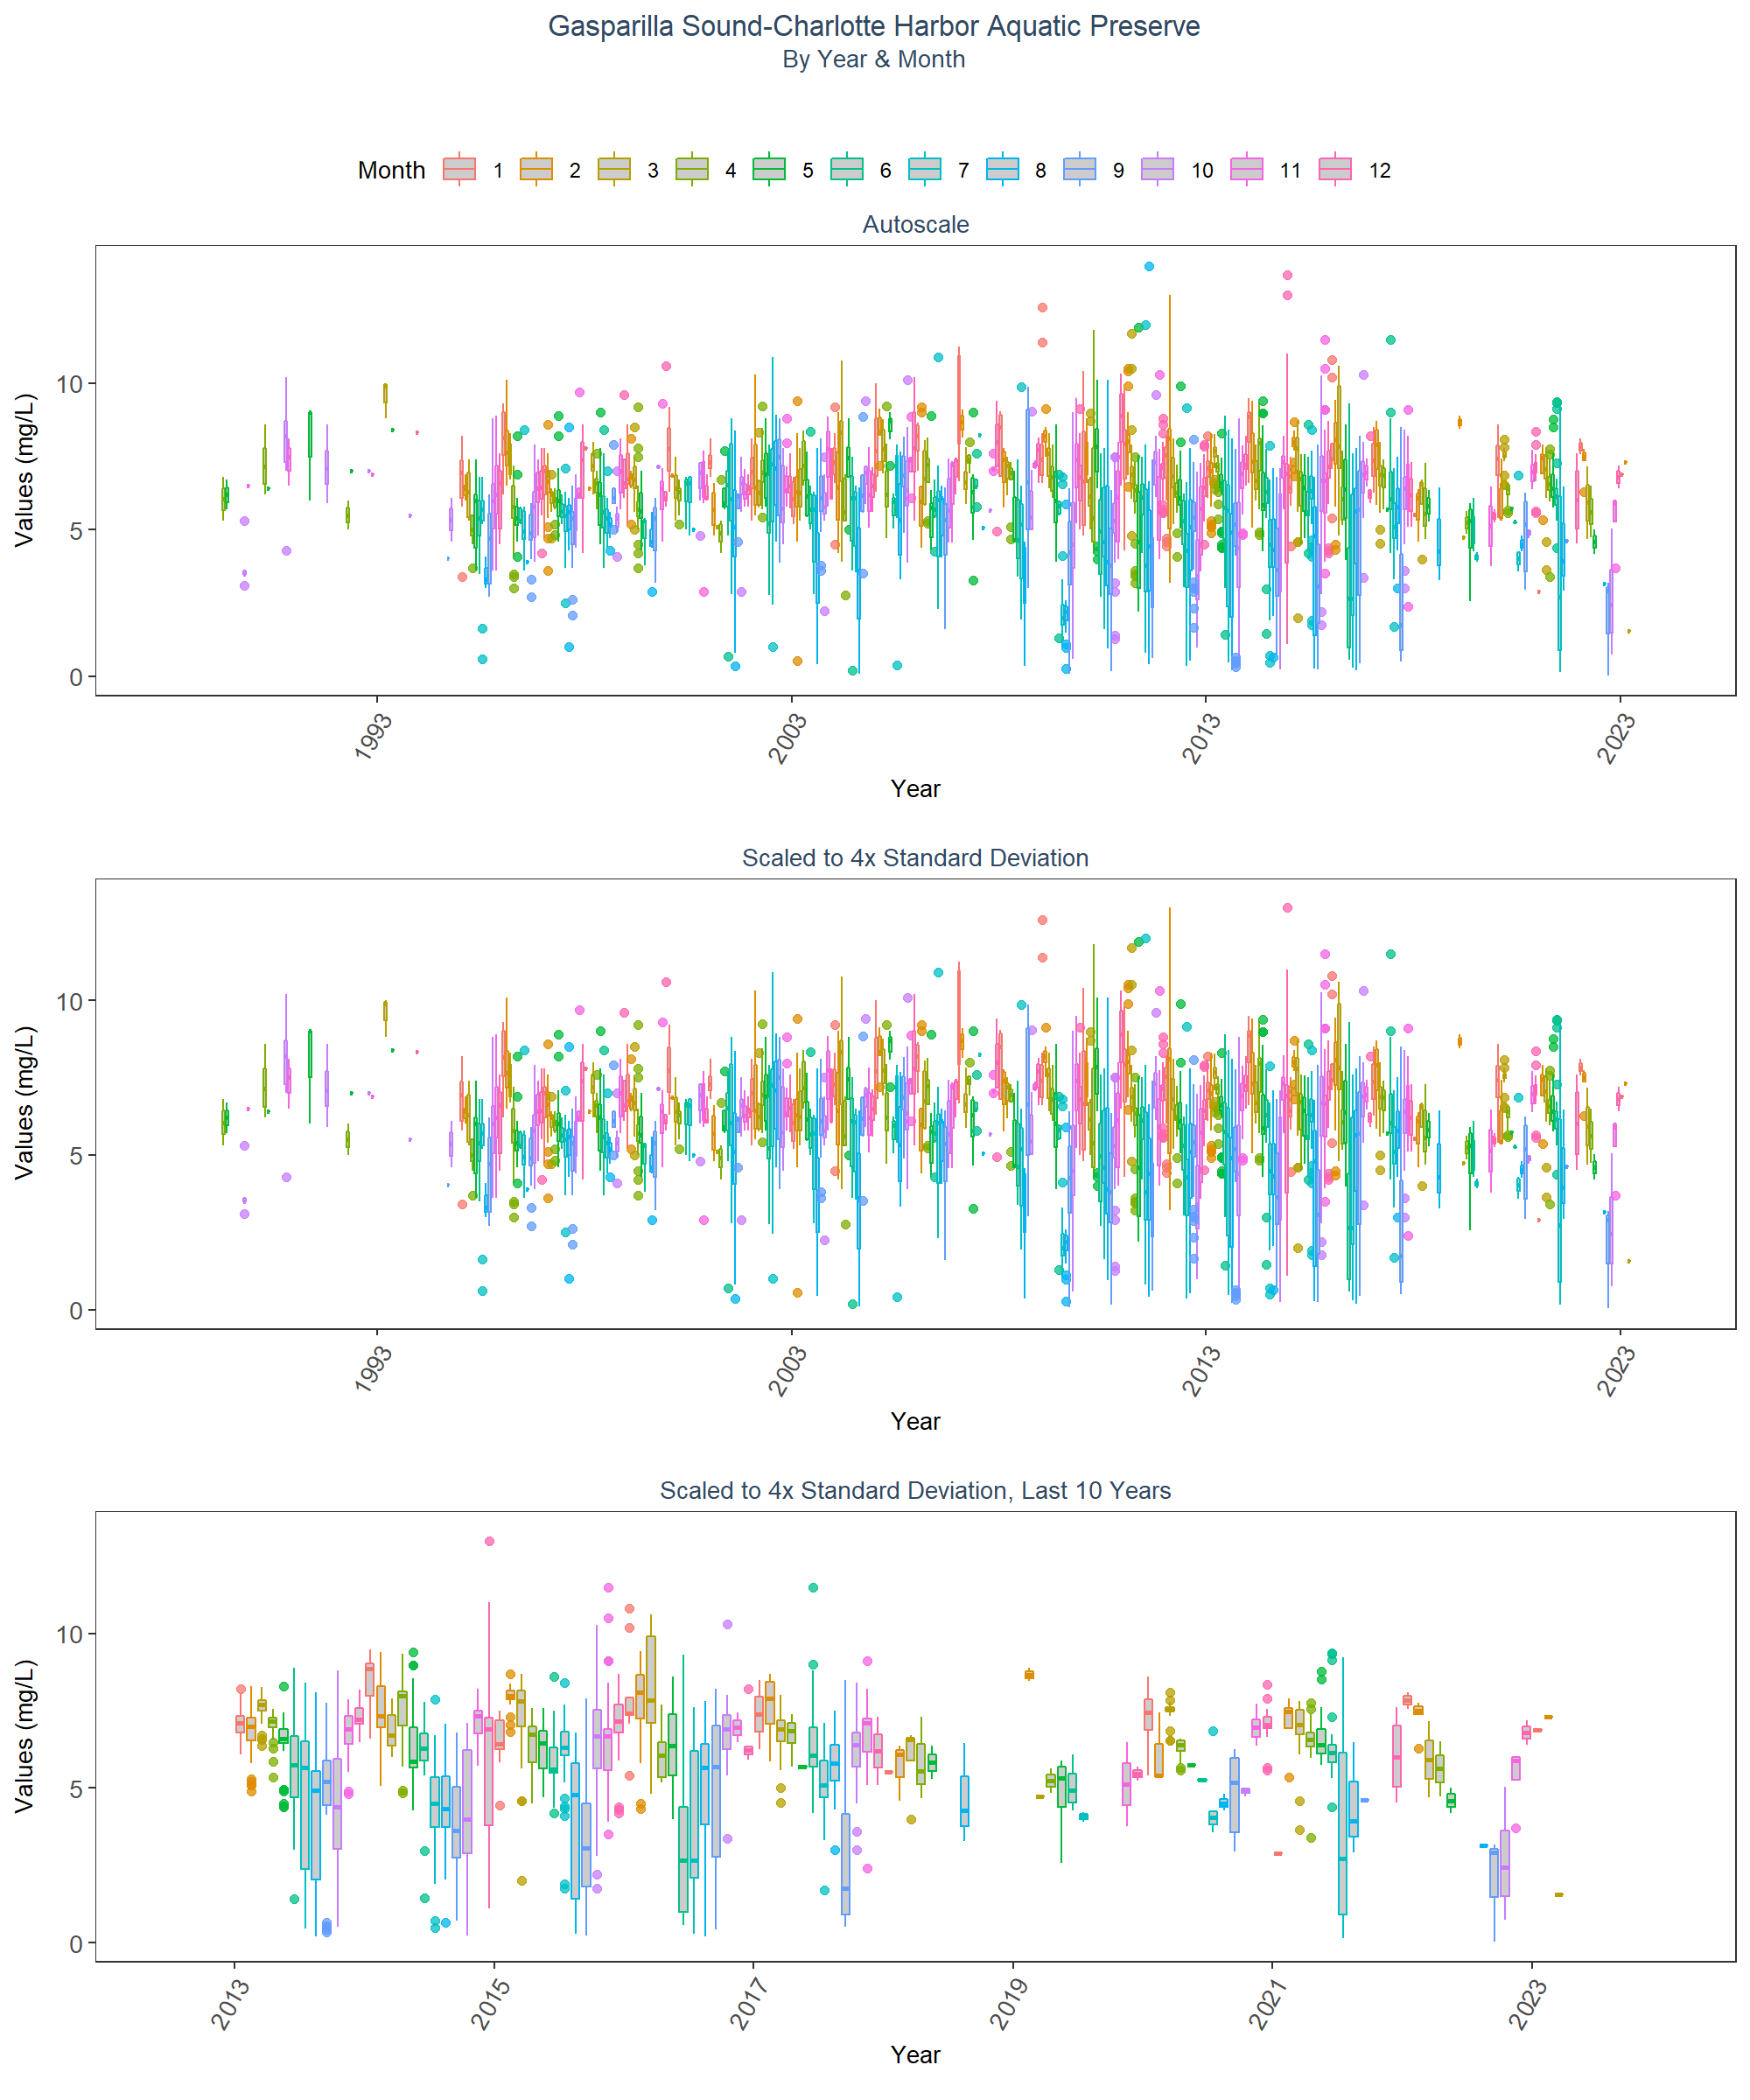 Gasparilla Sound-Charlotte Harbor Aquatic Preserve
By Year & Month
Month 1 2 3 4 5 6 7 8 9 10 11 12
Autoscale
Values (mg/L)
10
5
0
1993 2003 2013 2023
Year
Scaled to 4x Standard Deviation
Values (mg/L)
10
5
0
1993 2003 2013 2023
Year
Scaled to 4x Standard Deviation, Last 10 Years
Values (mg/L)
10
5
0
2013 2015 2017 2019 2021 2023
Year